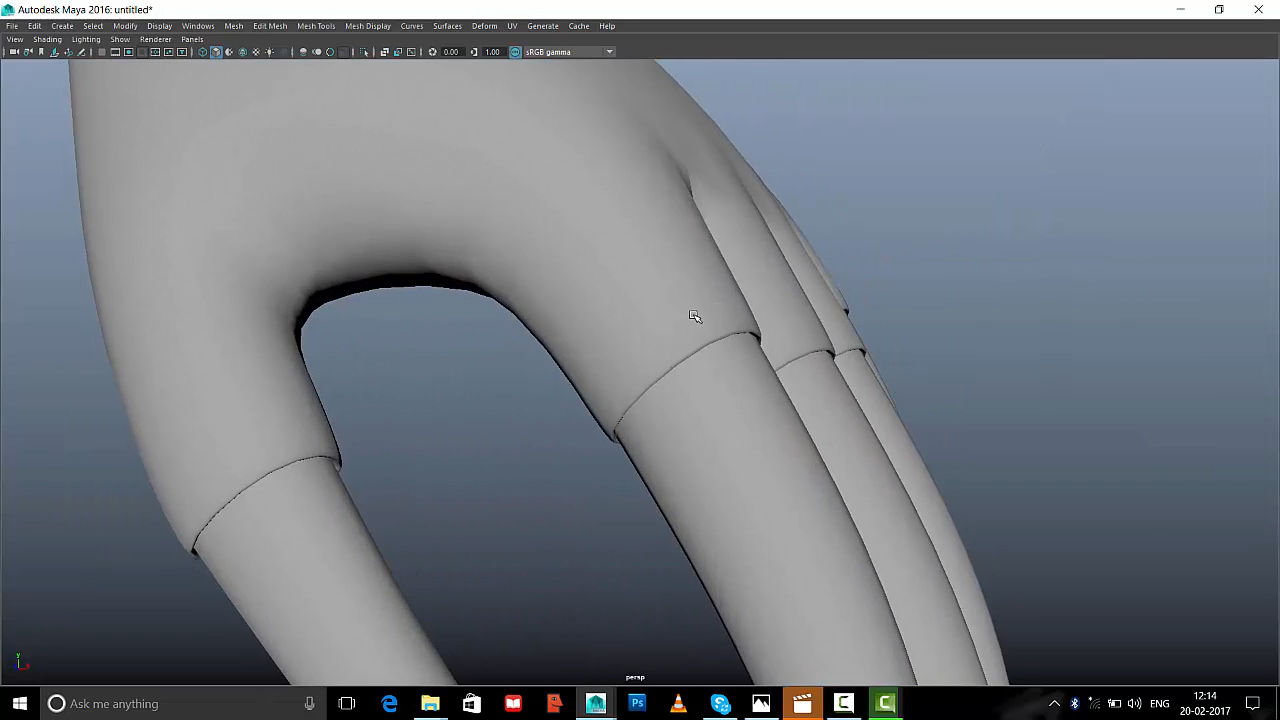 Autodesk Maya 2016: untitled*
File Edit Create Select Modify Display Windows Mesh Edit Mesh Mesh Tools Mesh Display Curves Surfaces Deform UV Generate Cache Help
View Shading Lighting Show Renderer Panels
0.00 1.00 sRGB gamma
persp
y
Ask me anything
ENG
12:14
20-02-2017